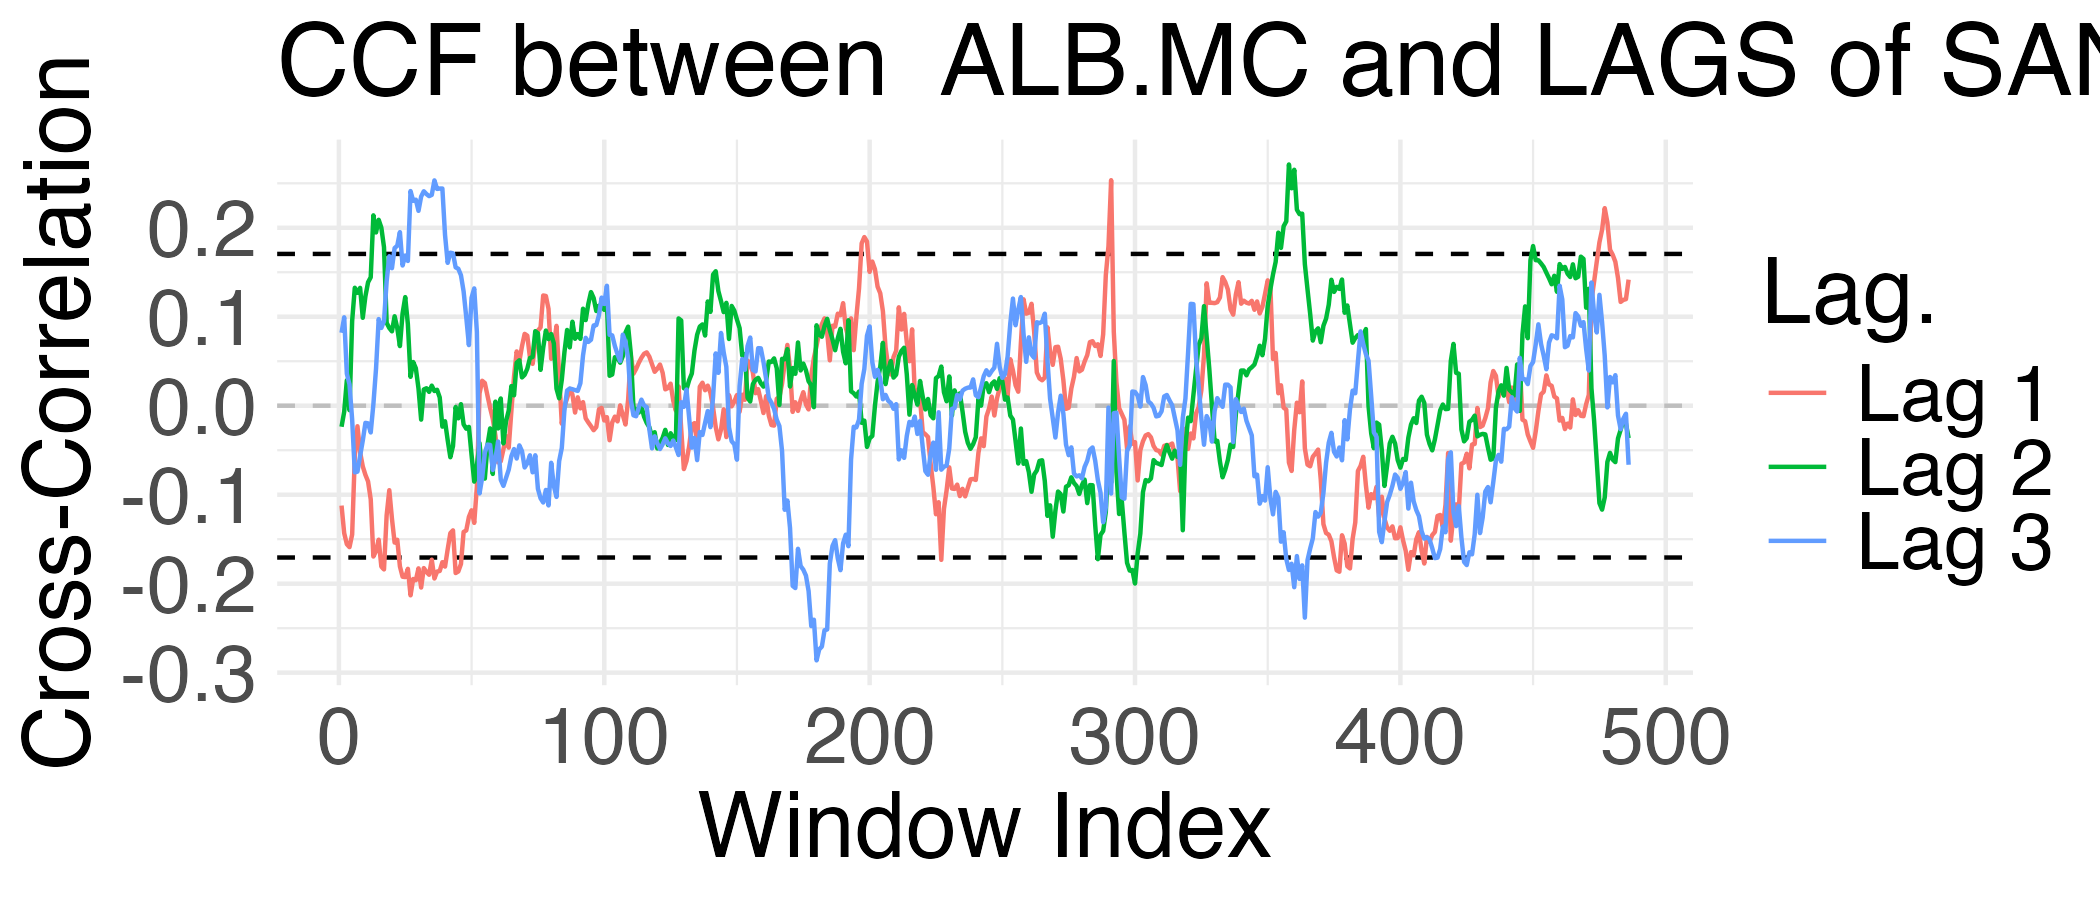 CCF between ALB.MC and LAGS of SAN
Cross-Correlation
0.2
0.1
0.0
-0.1
-0.2
-0.3
0 100 200 300 400 500
Window Index
Lag.
Lag 1
Lag 2
Lag 3